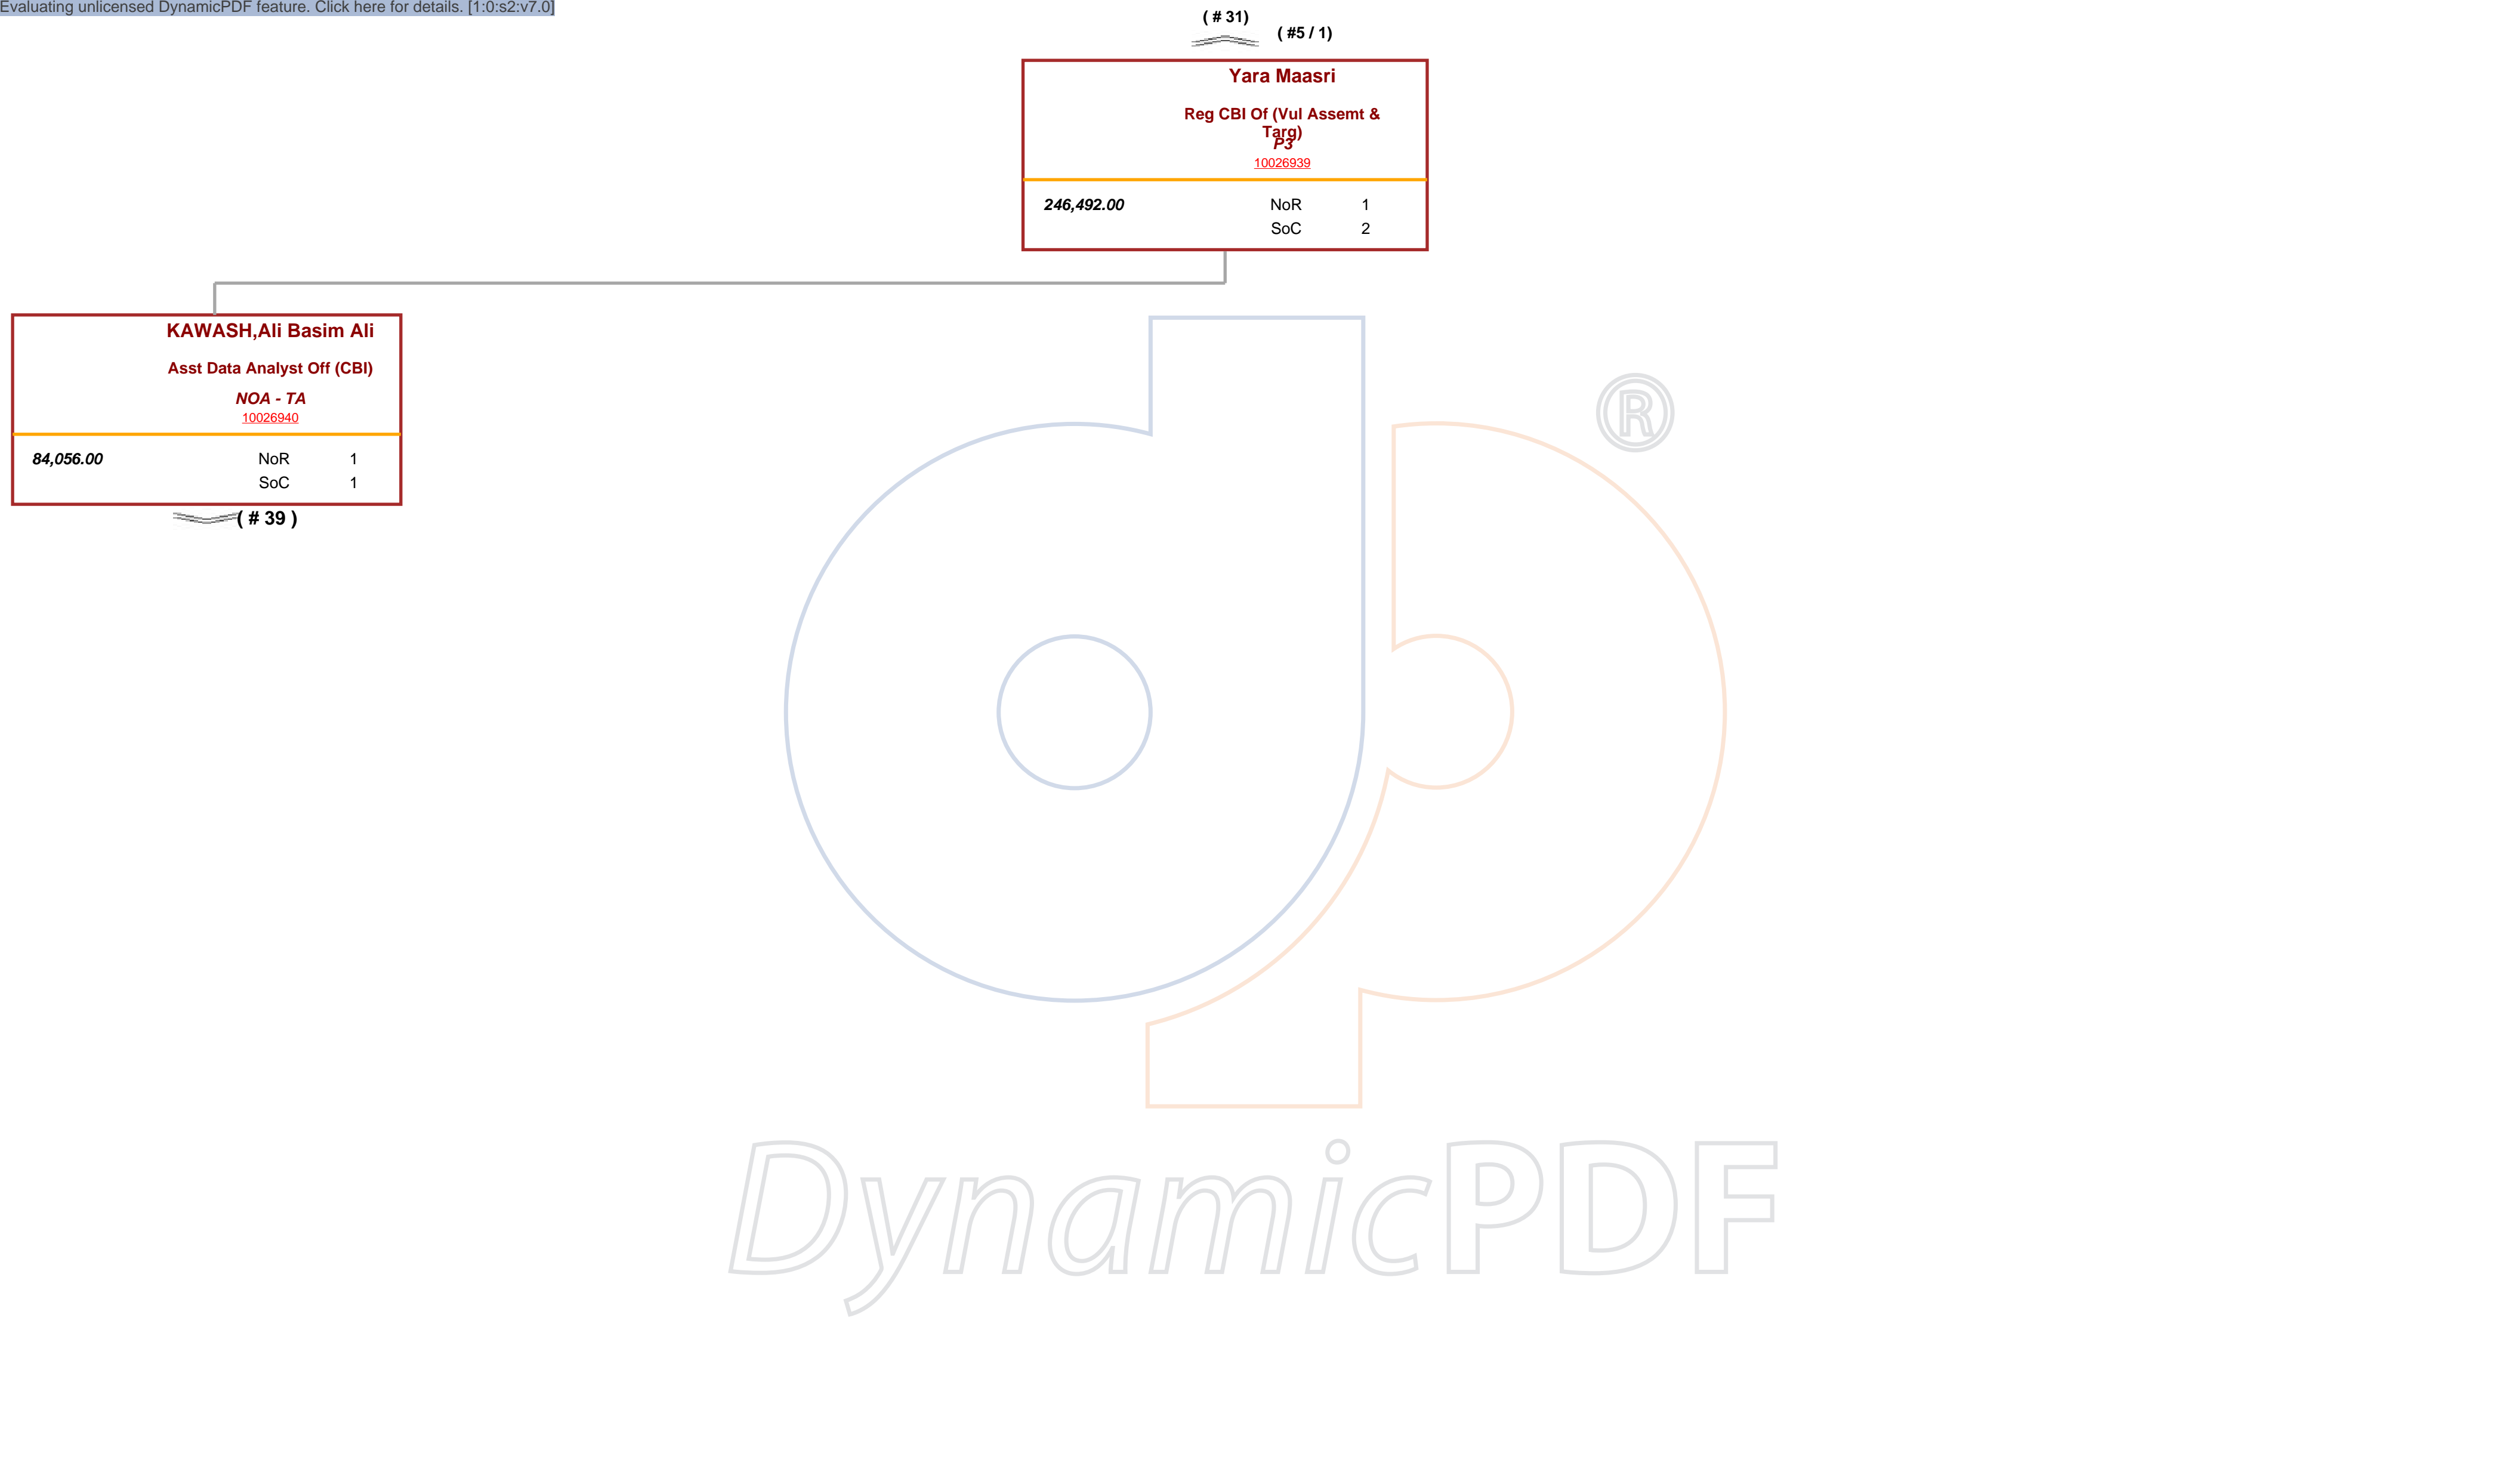 Evaluating unlicensed DynamicPDF feature. Click here for details. [1:0:s2:v7.0]
( # 31)
( #5 / 1)
Yara Maasri
Reg CBI Of (Vul Assemt &
Targ)
P3
10026939
246,492.00 NoR 1
SoC 2
KAWASH,Ali Basim Ali
Asst Data Analyst Off (CBI)
NOA - TA
10026940
84,056.00 NoR 1
SoC 1
( # 39 )
®
DynamicPDF